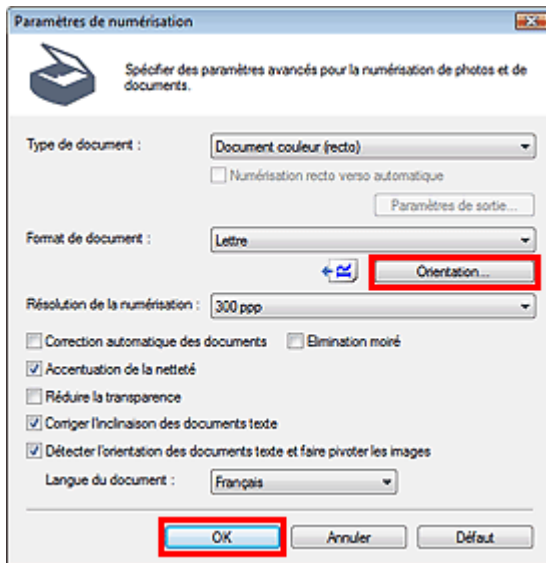 Paramètres de numérisation
Spécifier des paramètres avancés pour la numérisation de photos et de
documents.
Type de document :
Document couleur (recto)
Numérisation recto verso automatique
Paramètres de sortie...
Format de document :
Lettre
Orientation...
Résolution de la numérisation :
300 ppp
Correction automatique des documents
Elimination moiré
Accentuation de la netteté
Réduire la transparence
Corriger l'inclinaison des documents texte
Détecter l'orientation des documents texte et faire pivoter les images
Langue du document :
Français
OK
Annuler
Défaut